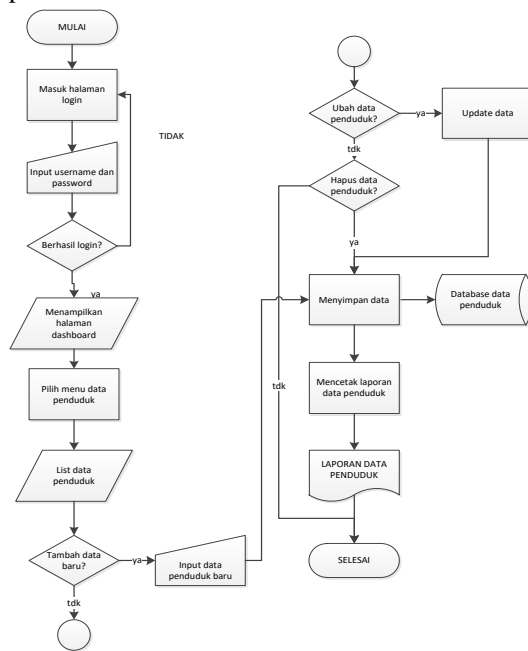 MULAI
Masuk halaman
login
TIDAK
Input username dan
password
Berhasil login?
ya
Menampilkan
halaman
dashboard
Pilih menu data
penduduk
List data
penduduk
Tambah data
baru?
ya
Input data
penduduk baru
tdk
Ubah data
penduduk?
ya
Update data
tdk
Hapus data
penduduk?
ya
tdk
Menyimpan data
Database data
penduduk
Mencetak laporan
data penduduk
LAPORAN DATA
PENDUDUK
SELESAI